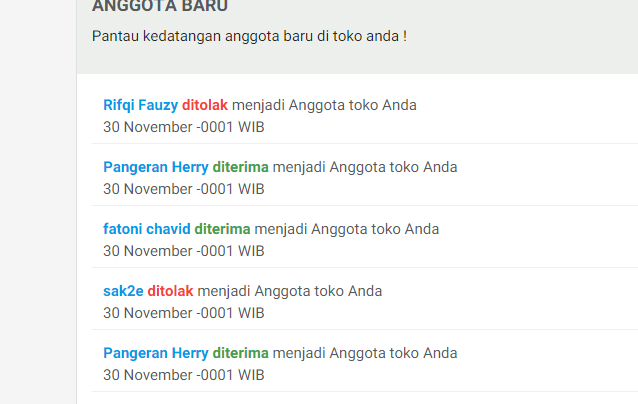 ANGGOTA BARU
Pantau kedatangan anggota baru di toko anda !
Rifqi Fauzy ditolak menjadi Anggota toko Anda
30 November -0001 WIB
Pangeran Herry diterima menjadi Anggota toko Anda
30 November -0001 WIB
fatoni chavid diterima menjadi Anggota toko Anda
30 November -0001 WIB
sak2e ditolak menjadi Anggota toko Anda
30 November -0001 WIB
Pangeran Herry diterima menjadi Anggota toko Anda
30 November -0001 WIB